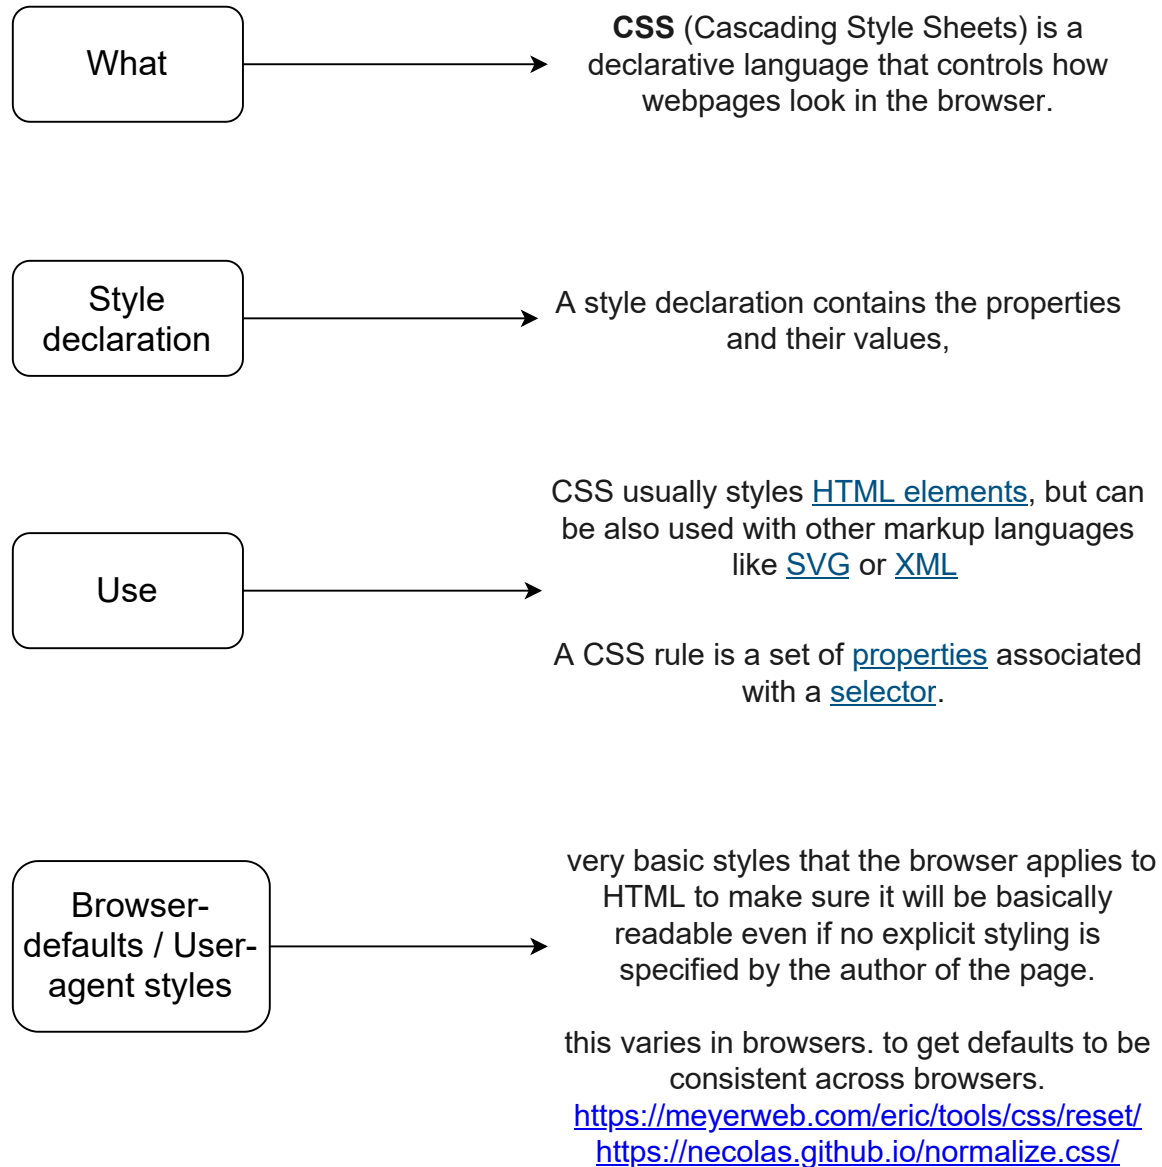 What
CSS (Cascading Style Sheets) is a
declarative language that controls how
webpages look in the browser.
Style
declaration
A style declaration contains the properties
and their values,
Use
CSS usually styles HTML elements, but can
be also used with other markup languages
like SVG or XML
A CSS rule is a set of properties associated
with a selector.
Browser-
defaults / User-
agent styles
very basic styles that the browser applies to
HTML to make sure it will be basically
readable even if no explicit styling is
specified by the author of the page.
this varies in browsers. to get defaults to be
consistent across browsers.
https://meyerweb.com/eric/tools/css/reset/
https://necolas.github.io/normalize.css/